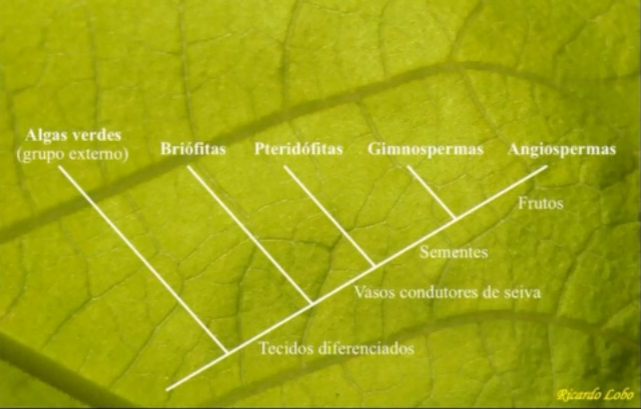 Algas verdes
(grupo externo)
Briófitas
Pteridófitas
Gimnospermas
Angiospermas
Frutos
Sementes
Vasos condutores de seiva
Tecidos diferenciados
Ricardo Lobo